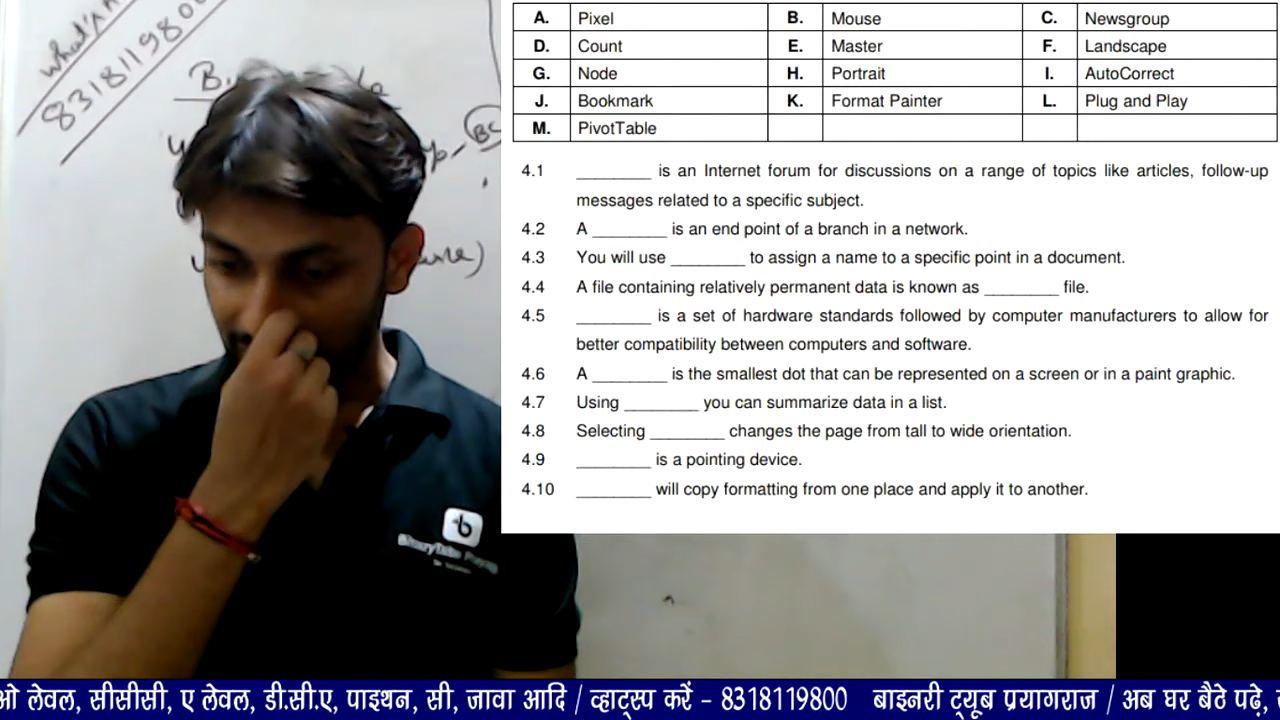 what's
8318119800
A. Pixel B. Mouse C. Newsgroup
D. Count E. Master F. Landscape
G. Node H. Portrait I. AutoCorrect
J. Bookmark K. Format Painter L. Plug and Play
M. PivotTable
4.1 ________ is an Internet forum for discussions on a range of topics like articles, follow-up
messages related to a specific subject.
4.2 A ________ is an end point of a branch in a network.
4.3 You will use ________ to assign a name to a specific point in a document.
4.4 A file containing relatively permanent data is known as ________ file.
4.5 ________ is a set of hardware standards followed by computer manufacturers to allow for
better compatibility between computers and software.
4.6 A ________ is the smallest dot that can be represented on a screen or in a paint graphic.
4.7 Using ________ you can summarize data in a list.
4.8 Selecting ________ changes the page from tall to wide orientation.
4.9 ________ is a pointing device.
4.10 ________ will copy formatting from one place and apply it to another.
ओ लेवल, सीसीसी, ए लेवल, डी.सी.ए, पाइथन, सी, जावा आदि / व्हाट्स्प करें - 8318119800 बाइनरी ट्यूब प्रयागराज / अब घर बैठे पढ़े,